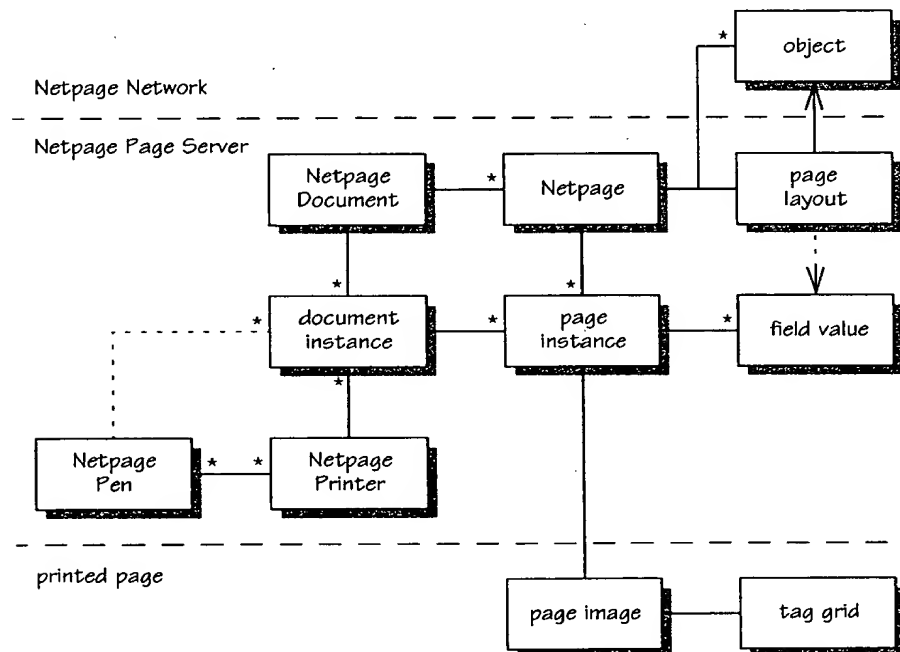 *
object
Netpage Network
Netpage Page Server
Netpage
Document
*
Netpage
page
layout
*
*
*
document
instance
*
page
instance
*
field value
*
Netpage
Pen
*
*
Netpage
Printer
printed page
page image
tag grid